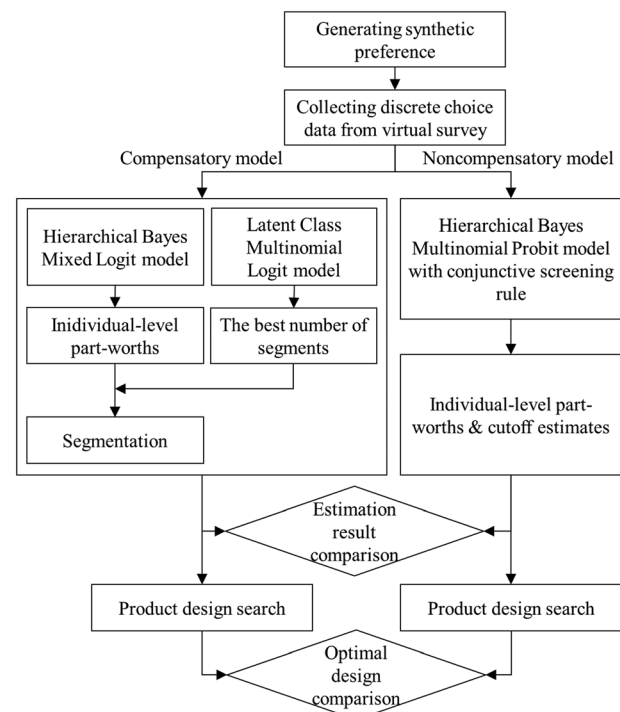 Generating synthetic
preference
Collecting discrete choice
data from virtual survey
Compensatory model
Noncompensatory model
Hierarchical Bayes
Mixed Logit model
Latent Class
Multinomial
Logit model
Hierarchical Bayes
Multinomial Probit model
with conjunctive screening
rule
Inidividual-level
part-worths
The best number of
segments
Segmentation
Individual-level part-
worths & cutoff estimates
Estimation
result
comparison
Product design search
Product design search
Optimal
design
comparison